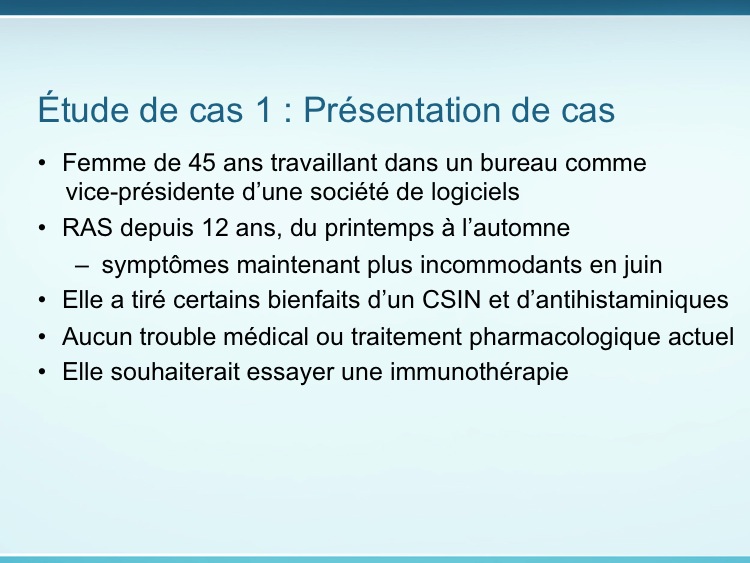 Étude de cas 1 : Présentation de cas
• Femme de 45 ans travaillant dans un bureau comme
vice-présidente d’une société de logiciels
• RAS depuis 12 ans, du printemps à l’automne
– symptômes maintenant plus incommodants en juin
• Elle a tiré certains bienfaits d’un CSIN et d’antihistaminiques
• Aucun trouble médical ou traitement pharmacologique actuel
• Elle souhaiterait essayer une immunothérapie